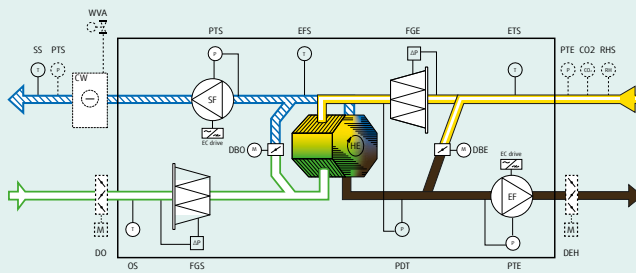 WVA
SS PTS
PTS EFS FGE ETS
PTE CO2 RHS
T P
CW
P
ΔP
T
P CO₂ RH
SF
EC drive
DBO M
HE
M DBE
EC drive
EF
M
T
ΔP
P
P
M
DO OS FGS PDT PTE DEH